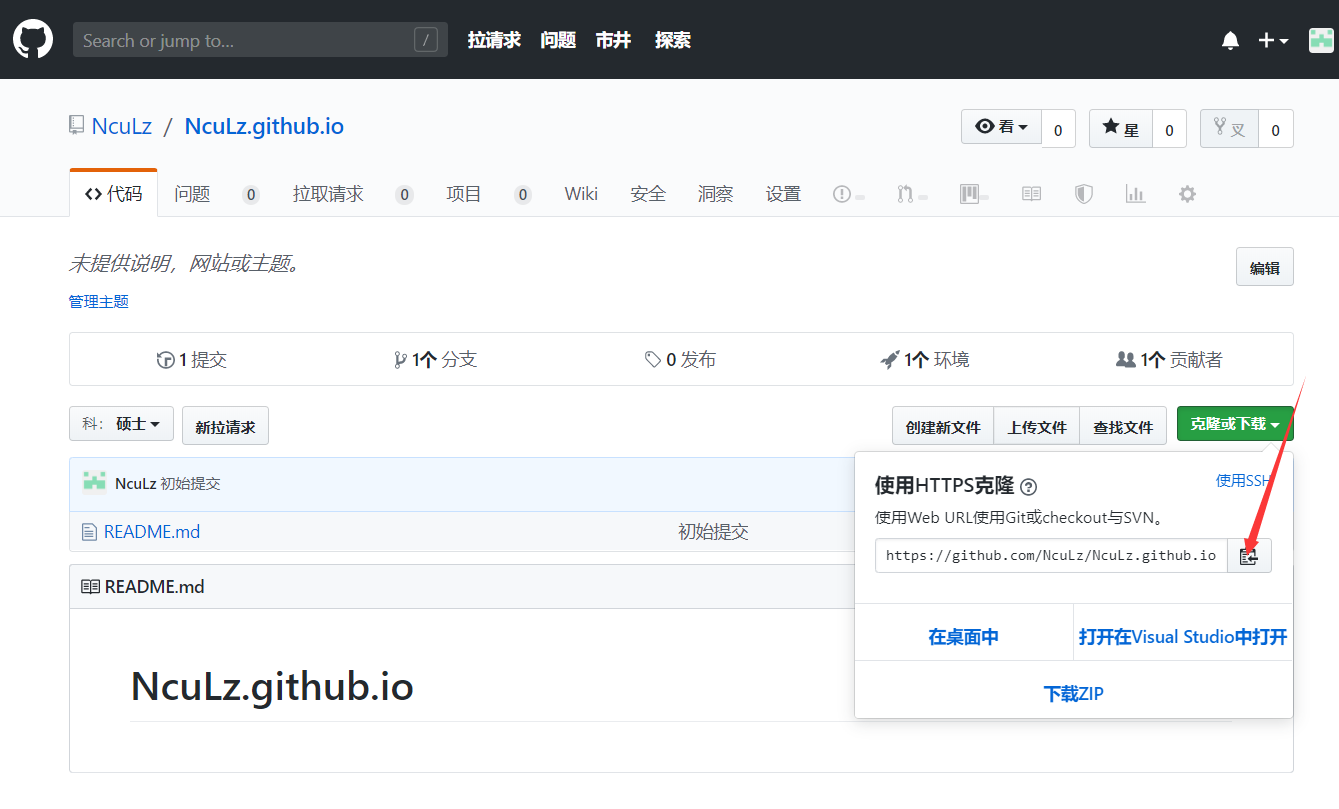 Search or jump to... / 拉请求 问题 市井 探索
NcuLz / NcuLz.github.io 看 0 星 0 叉 0
代码 问题 0 拉取请求 0 项目 0 Wiki 安全 洞察 设置
未提供说明，网站或主题。 编辑
管理主题
1 提交 1个 分支 0 发布 1个 环境 1个 贡献者
科： 硕士 新拉请求 创建新文件 上传文件 查找文件 克隆或下载
NcuLz 初始提交
README.md 初始提交
使用HTTPS克隆 ? 使用SSH
使用Web URL使用Git或checkout与SVN。
https://github.com/NcuLz/NcuLz.github.io
在桌面中 打开在Visual Studio中打开
下载ZIP
README.md
NcuLz.github.io